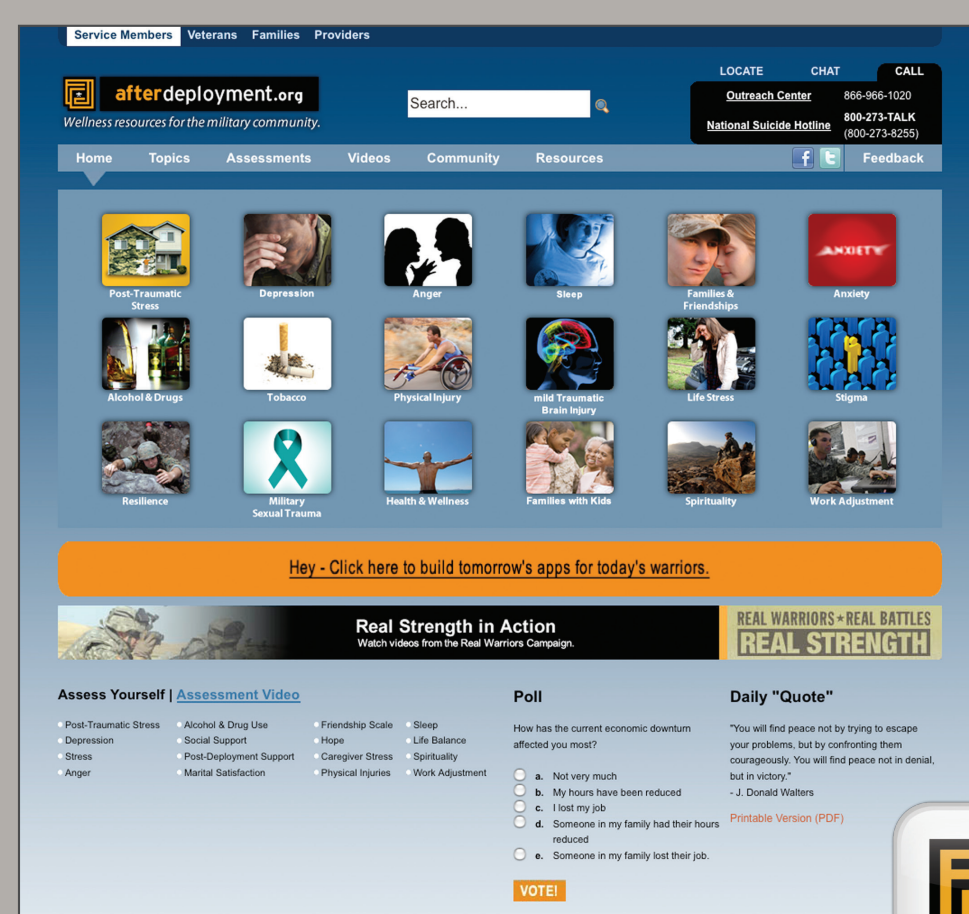 Service Members Veterans Families Providers
LOCATE CHAT CALL
afterdeployment.org
Wellness resources for the military community.
Search...
Outreach Center 866-966-1020
National Suicide Hotline 800-273-TALK
(800-273-8255)
Home Topics Assessments Videos Community Resources f t Feedback
ANXIETY
Post-Traumatic
Stress
Depression
Anger
Sleep
Families &
Friendships
Anxiety
Alcohol & Drugs
Tobacco
Physical Injury
mild Traumatic
Brain Injury
Life Stress
Stigma
Resilience
Military
Sexual Trauma
Health & Wellness
Families with Kids
Spirituality
Work Adjustment
Hey - Click here to build tomorrow's apps for today's warriors.
Real Strength in Action
Watch videos from the Real Warriors Campaign.
REAL WARRIORS★REAL BATTLES
REAL STRENGTH
Assess Yourself | Assessment Video
Post-Traumatic Stress
Depression
Stress
Anger
Alcohol & Drug Use
Social Support
Post-Deployment Support
Marital Satisfaction
Friendship Scale
Hope
Caregiver Stress
Physical Injuries
Sleep
Life Balance
Spirituality
Work Adjustment
Poll
How has the current economic downturn
affected you most?
a. Not very much
b. My hours have been reduced
c. I lost my job
d. Someone in my family had their hours
reduced
e. Someone in my family lost their job.
VOTE!
Daily "Quote"
"You will find peace not by trying to escape
your problems, but by confronting them
courageously. You will find peace not in denial,
but in victory."
- J. Donald Walters
Printable Version (PDF)